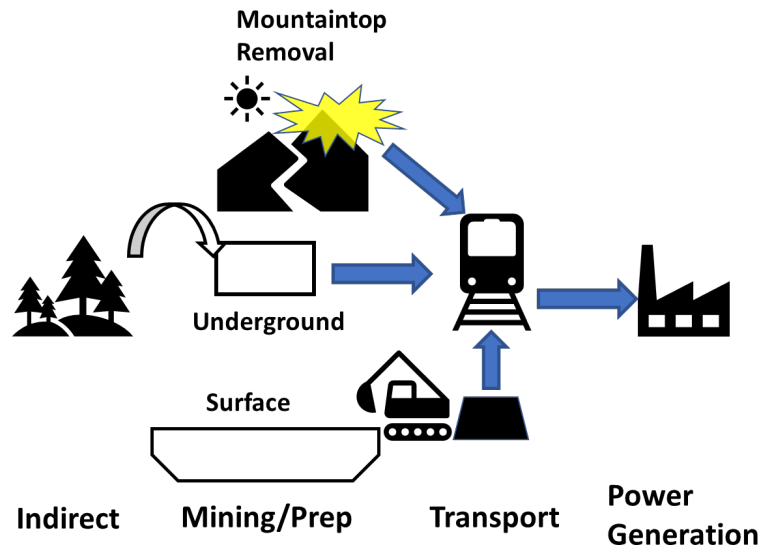 Mountaintop
Removal
Underground
Surface
Indirect
Mining/Prep
Transport
Power
Generation